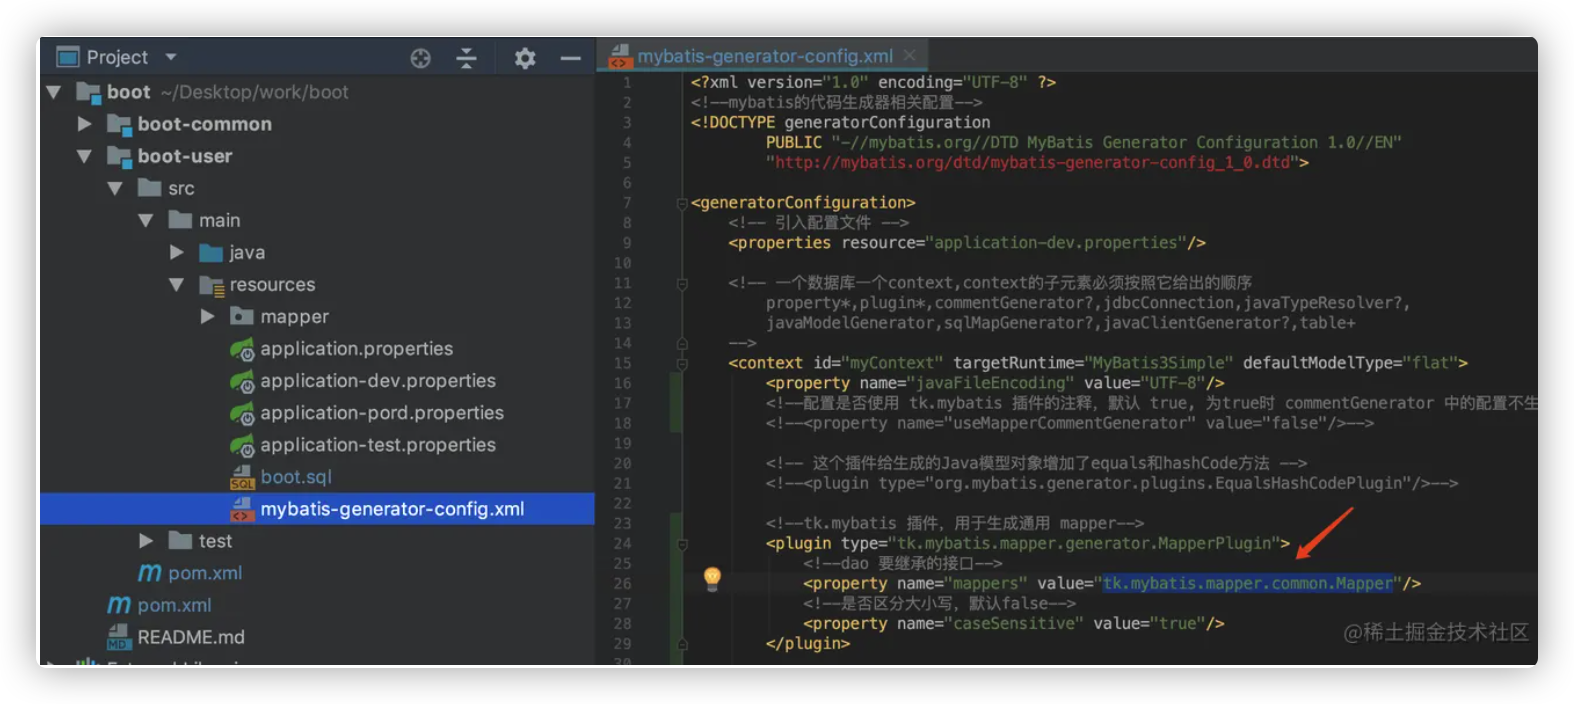 Project
boot ~/Desktop/work/boot
boot-common
boot-user
src
main
java
resources
mapper
application.properties
application-dev.properties
application-pord.properties
application-test.properties
boot.sql
mybatis-generator-config.xml
test
pom.xml
pom.xml
README.md
mybatis-generator-config.xml
1 <?xml version="1.0" encoding="UTF-8" ?>
2 <!--mybatis的代码生成器相关配置-->
3 <!DOCTYPE generatorConfiguration
4 PUBLIC "-//mybatis.org//DTD MyBatis Generator Configuration 1.0//EN"
5 "http://mybatis.org/dtd/mybatis-generator-config_1_0.dtd">
6
7 <generatorConfiguration>
8 <!-- 引入配置文件 -->
9 <properties resource="application-dev.properties"/>
10
11 <!-- 一个数据库一个context,context的子元素必须按照它给出的顺序
12 property*,plugin*,commentGenerator?,jdbcConnection,javaTypeResolver?,
13 javaModelGenerator,sqlMapGenerator?,javaClientGenerator?,table+
14 -->
15 <context id="myContext" targetRuntime="MyBatis3Simple" defaultModelType="flat">
16 <property name="javaFileEncoding" value="UTF-8"/>
17 <!--配置是否使用 tk.mybatis 插件的注释，默认 true, 为true时 commentGenerator 中的配置不生
18 <!--<property name="useMapperCommentGenerator" value="false"/>-->
19
20 <!-- 这个插件给生成的Java模型对象增加了equals和hashCode方法 -->
21 <!--<plugin type="org.mybatis.generator.plugins.EqualsHashCodePlugin"/>-->
22
23 <!--tk.mybatis 插件，用于生成通用 mapper-->
24 <plugin type="tk.mybatis.mapper.generator.MapperPlugin">
25 <!--dao 要继承的接口-->
26 <property name="mappers" value="tk.mybatis.mapper.common.Mapper"/>
27 <!--是否区分大小写，默认false-->
28 <property name="caseSensitive" value="true"/>
29 </plugin>
30
@稀土掘金技术社区